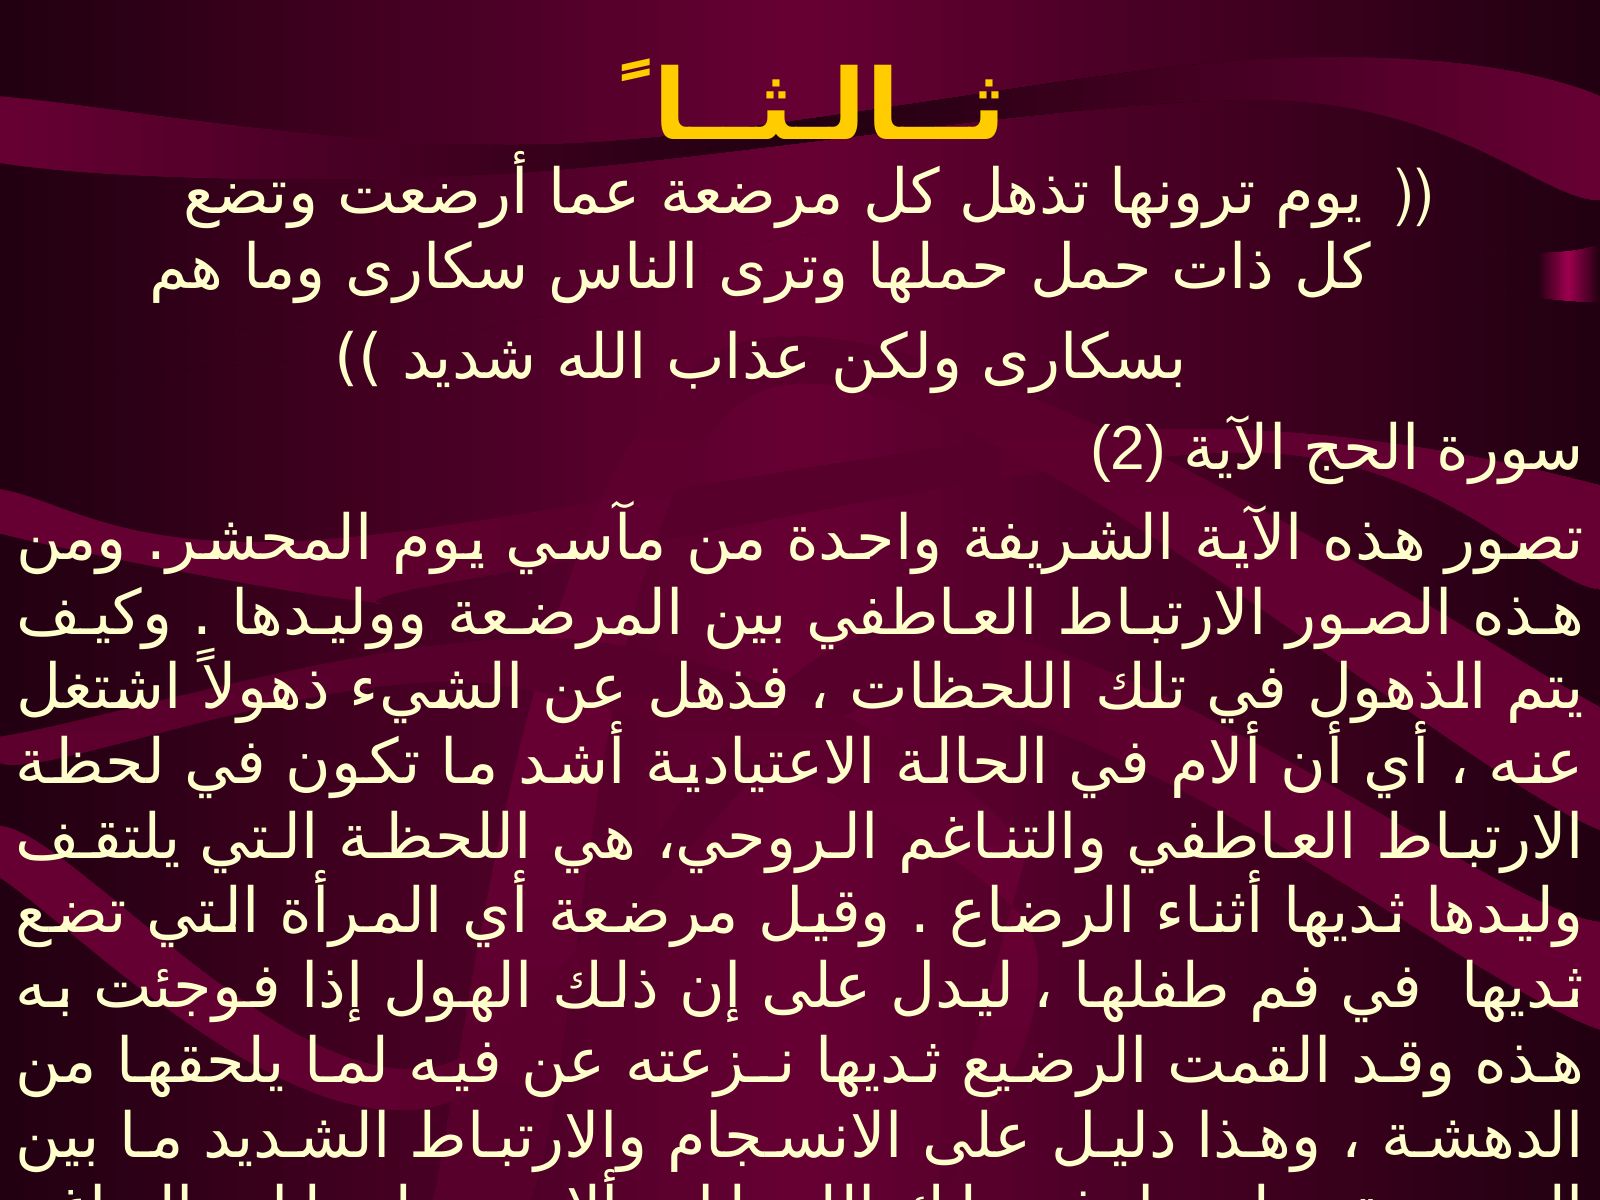 ثــالـثــا ً
(( يوم ترونها تذهل كل مرضعة عما أرضعت وتضع
كل ذات حمل حملها وترى الناس سكارى وما هم
بسكارى ولكن عذاب الله شديد ))
سورة الحج الآية (2)
تصور هذه الآية الشريفة واحدة من مآسي يوم المحشر. ومن
هذه الصور الارتباط العاطفي بين المرضعة ووليدها . وكيف
يتم الذهول في تلك اللحظات ، فذهل عن الشيء ذهولاً اشتغل
عنه ، أي أن ألام في الحالة الاعتيادية أشد ما تكون في لحظة
الارتباط العاطفي والتناغم الروحي، هي اللحظة التي يلتقف
وليدها ثديها أثناء الرضاع . وقيل مرضعة أي المرأة التي تضع
ثديها في فم طفلها ، ليدل على إن ذلك الهول إذا فوجئت به
هذه وقد القمت الرضيع ثديها نــزعته عن فيه لما يلحقها من
الدهشة ، وهذا دليل على الانسجام والارتباط الشديد ما بين